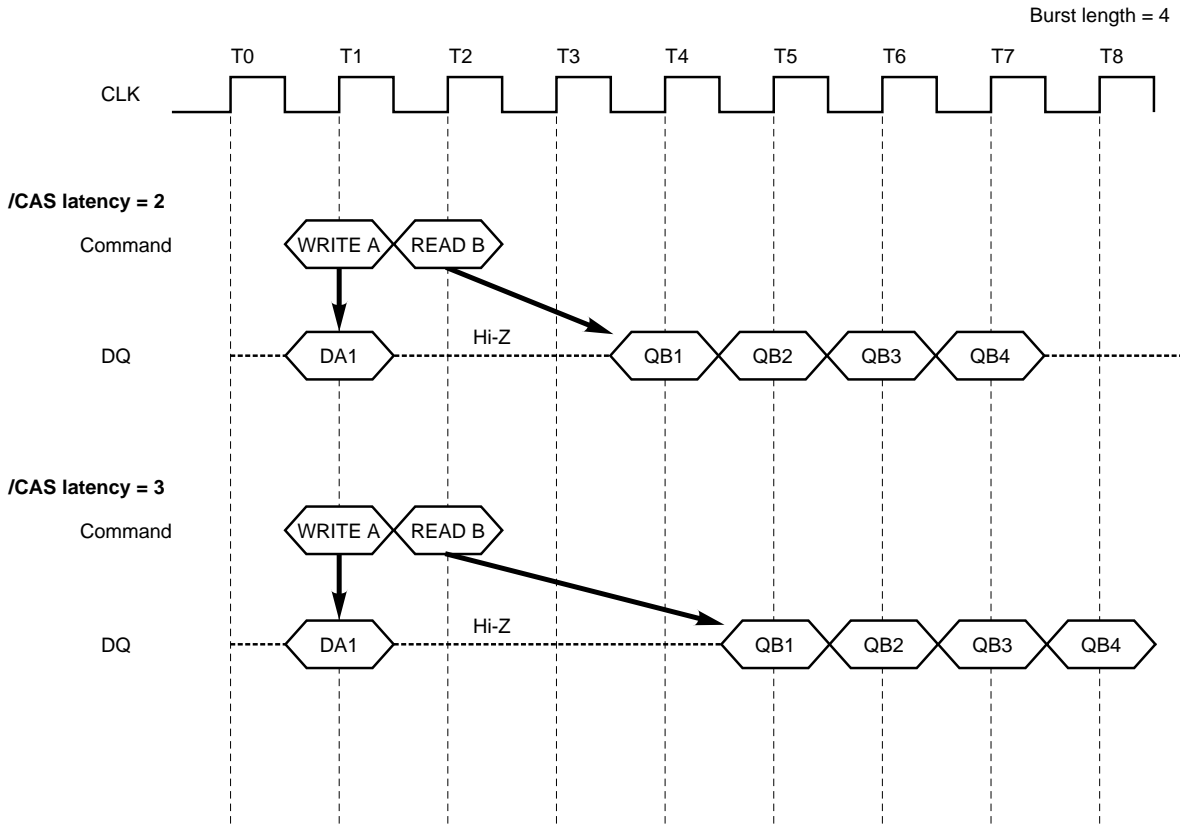 Burst length = 4
T0 T1 T2 T3 T4 T5 T6 T7 T8
CLK
/CAS latency = 2
Command WRITE A READ B
Hi-Z
DQ DA1 QB1 QB2 QB3 QB4
/CAS latency = 3
Command WRITE A READ B
Hi-Z
DQ DA1 QB1 QB2 QB3 QB4